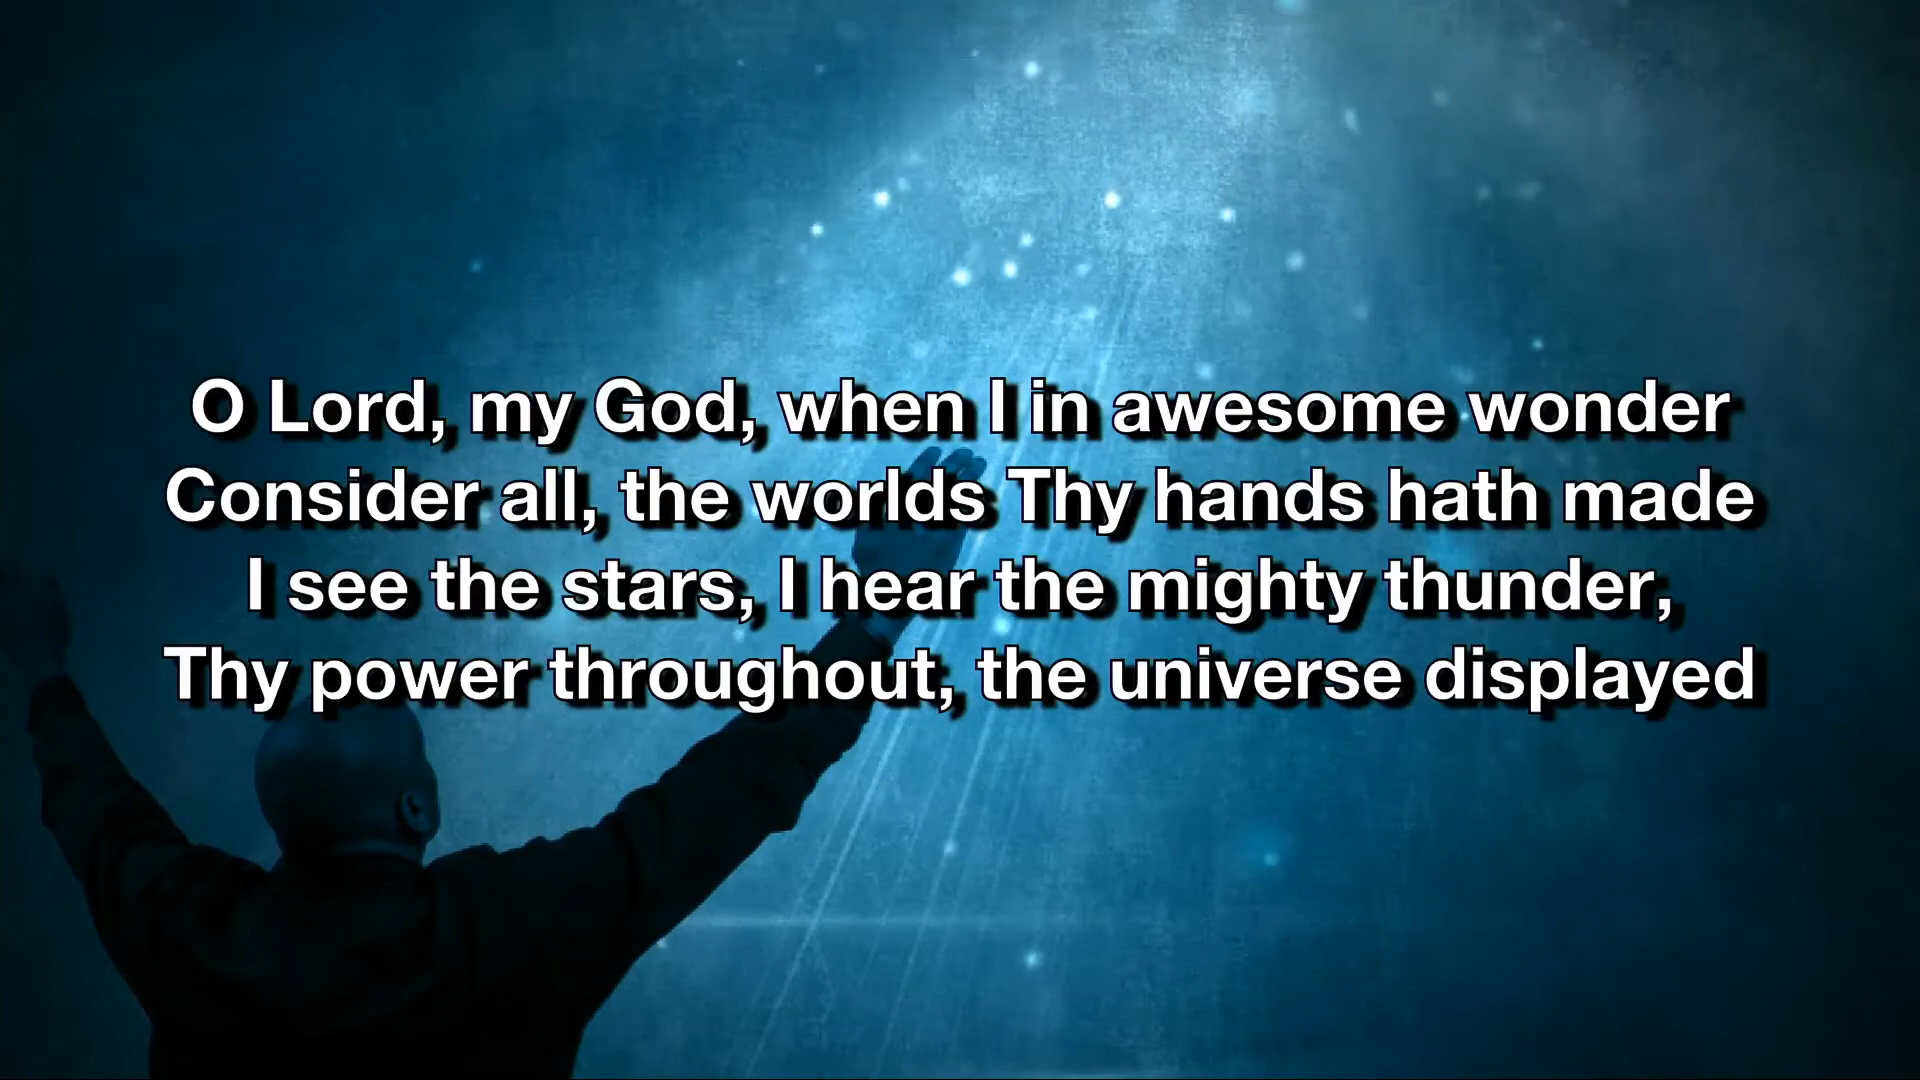 O Lord, my God, when I in awesome wonder
Consider all, the worlds Thy hands hath made
I see the stars, I hear the mighty thunder,
Thy power throughout, the universe displayed